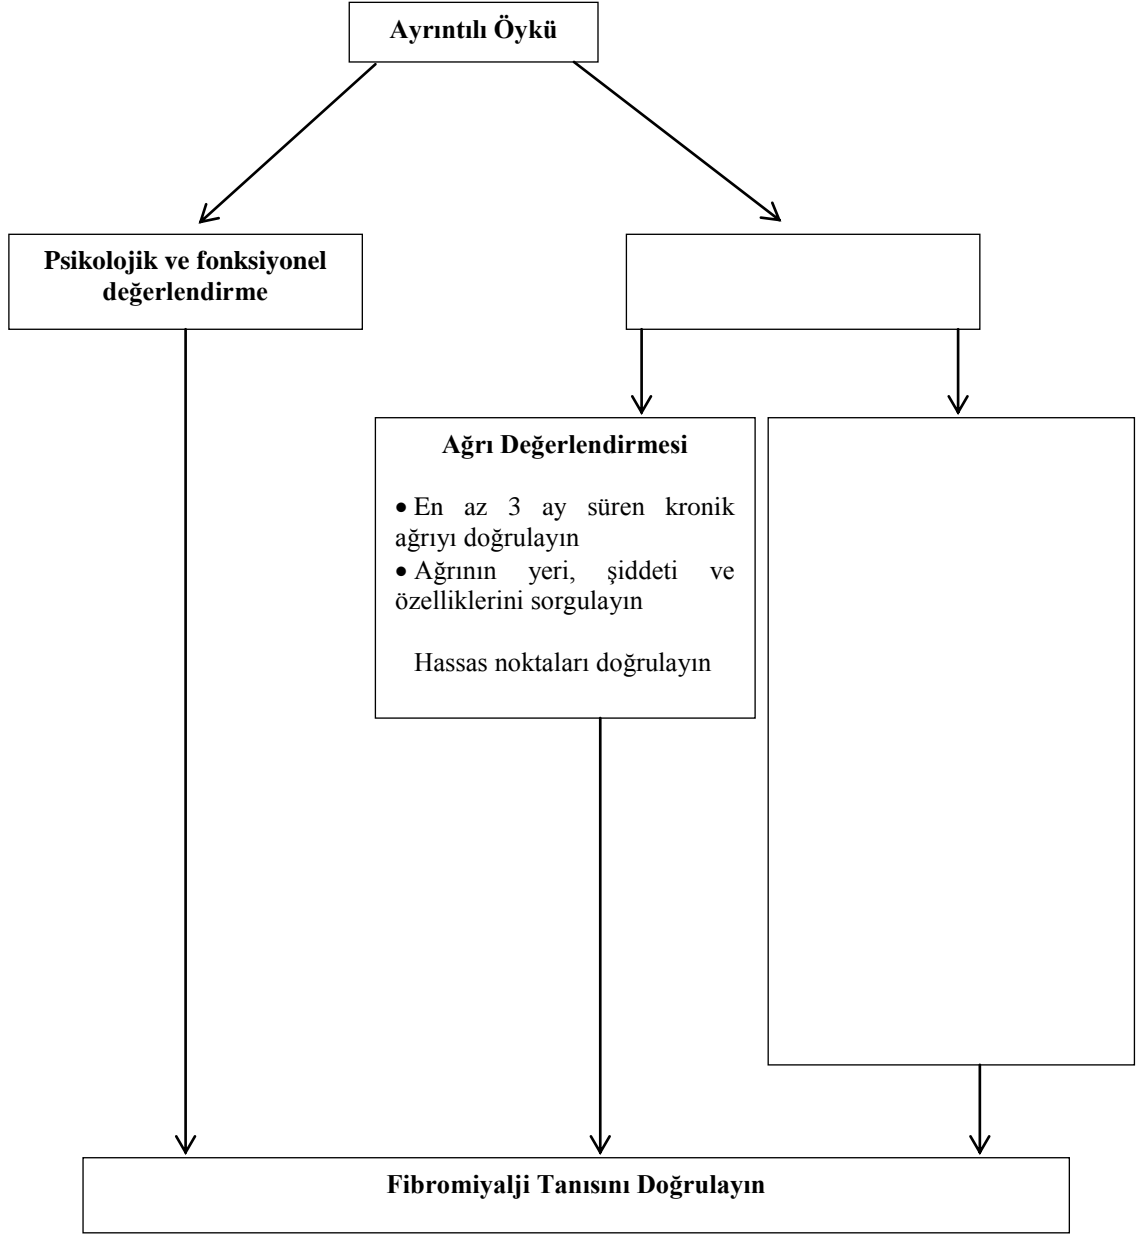 Ayrıntılı Öykü
Psikolojik ve fonksiyonel
değerlendirme
Ağrı Değerlendirmesi
• En az 3 ay süren kronik
ağrıyı doğrulayın
• Ağrının yeri, şiddeti ve
özelliklerini sorgulayın
Hassas noktaları doğrulayın
Fibromiyalji Tanısını Doğrulayın